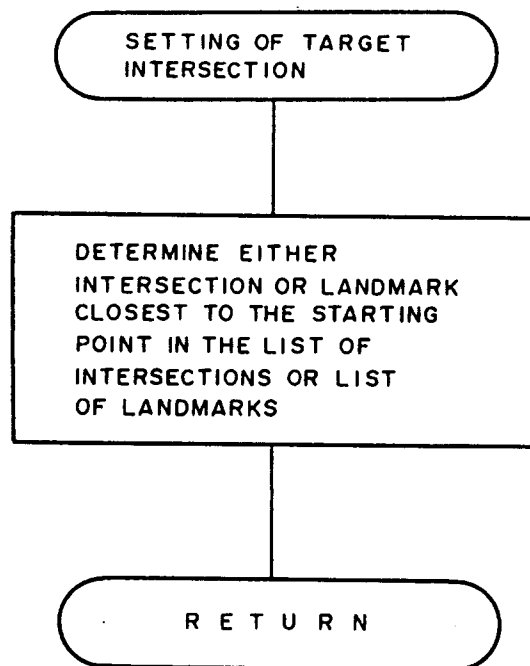 SETTING OF TARGET
INTERSECTION
DETERMINE EITHER
INTERSECTION OR LANDMARK
CLOSEST TO THE STARTING
POINT IN THE LIST OF
INTERSECTIONS OR LIST
OF LANDMARKS
RETURN